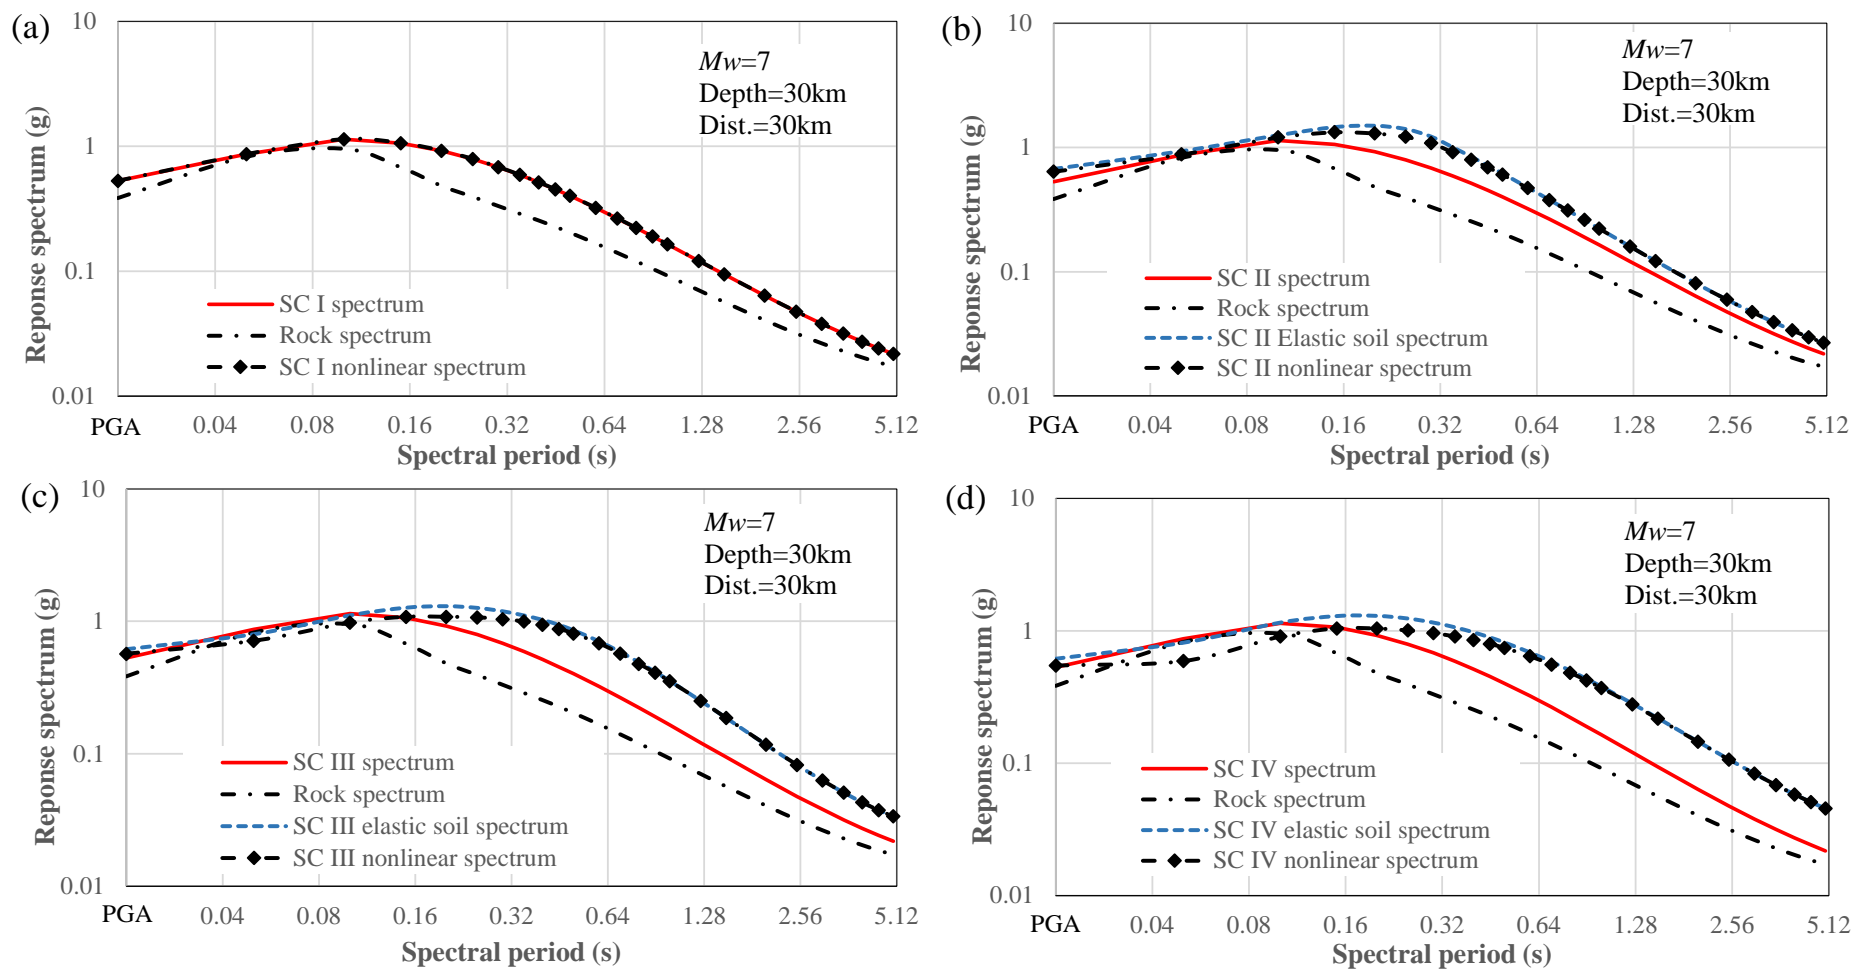 (a)
10
1
0.1
0.01
Reponse spectrum (g)
Mw=7
Depth=30km
Dist.=30km
SC I spectrum
Rock spectrum
SC I nonlinear spectrum
PGA 0.04 0.08 0.16 0.32 0.64 1.28 2.56 5.12
Spectral period (s)
(b)
10
1
0.1
0.01
Reponse spectrum (g)
Mw=7
Depth=30km
Dist.=30km
SC II spectrum
Rock spectrum
SC II Elastic soil spectrum
SC II nonlinear spectrum
PGA 0.04 0.08 0.16 0.32 0.64 1.28 2.56 5.12
Spectral period (s)
(c)
10
1
0.1
0.01
Reponse spectrum (g)
Mw=7
Depth=30km
Dist.=30km
SC III spectrum
Rock spectrum
SC III elastic soil spectrum
SC III nonlinear spectrum
PGA 0.04 0.08 0.16 0.32 0.64 1.28 2.56 5.12
Spectral period (s)
(d)
10
1
0.1
0.01
Reponse spectrum (g)
Mw=7
Depth=30km
Dist.=30km
SC IV spectrum
Rock spectrum
SC IV elastic soil spectrum
SC IV nonlinear spectrum
PGA 0.04 0.08 0.16 0.32 0.64 1.28 2.56 5.12
Spectral period (s)